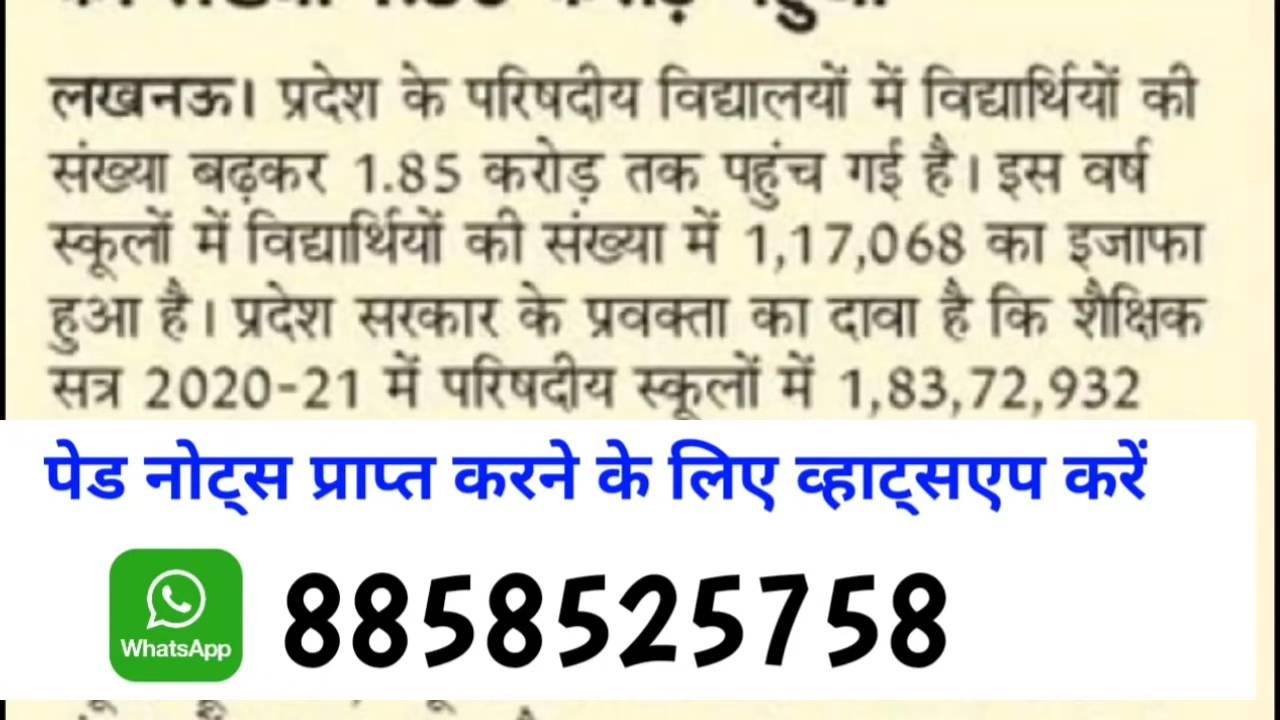 लखनऊ। प्रदेश के परिषदीय विद्यालयों में विद्यार्थियों की
संख्या बढ़कर 1.85 करोड़ तक पहुंच गई है। इस वर्ष
स्कूलों में विद्यार्थियों की संख्या में 1,17,068 का इजाफा
हुआ है। प्रदेश सरकार के प्रवक्ता का दावा है कि शैक्षिक
सत्र 2020-21 में परिषदीय स्कूलों में 1,83,72,932
पेड नोट्स प्राप्त करने के लिए व्हाट्सएप करें
WhatsApp
8858525758